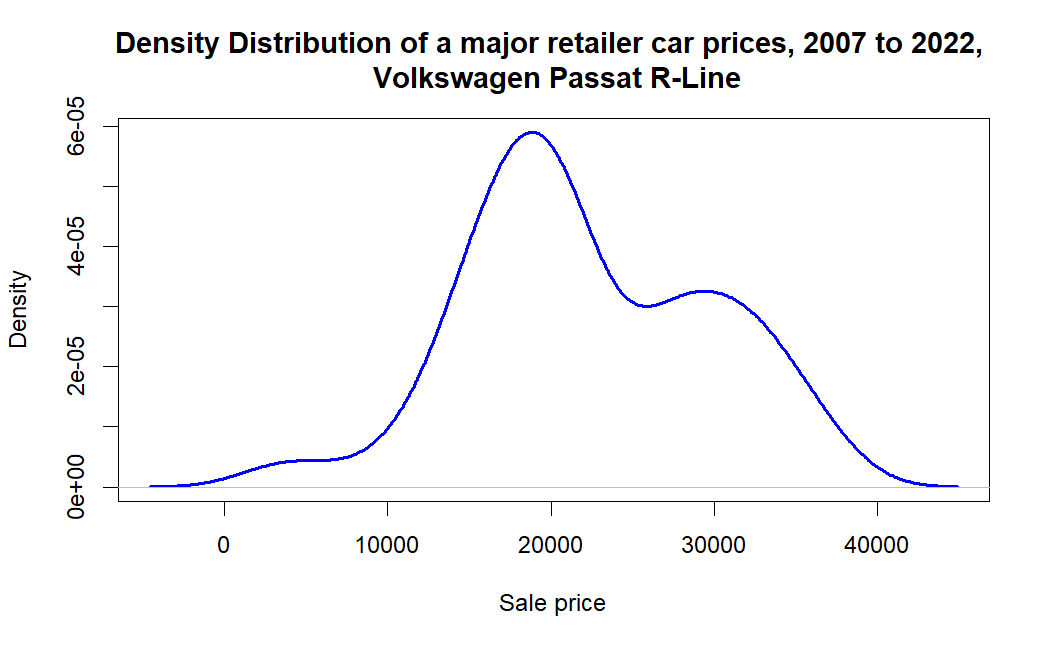 Density Distribution of a major retailer car prices, 2007 to 2022,
Volkswagen Passat R-Line
6e-05
4e-05
2e-05
0e+00
Density
0
10000
20000
30000
40000
Sale price